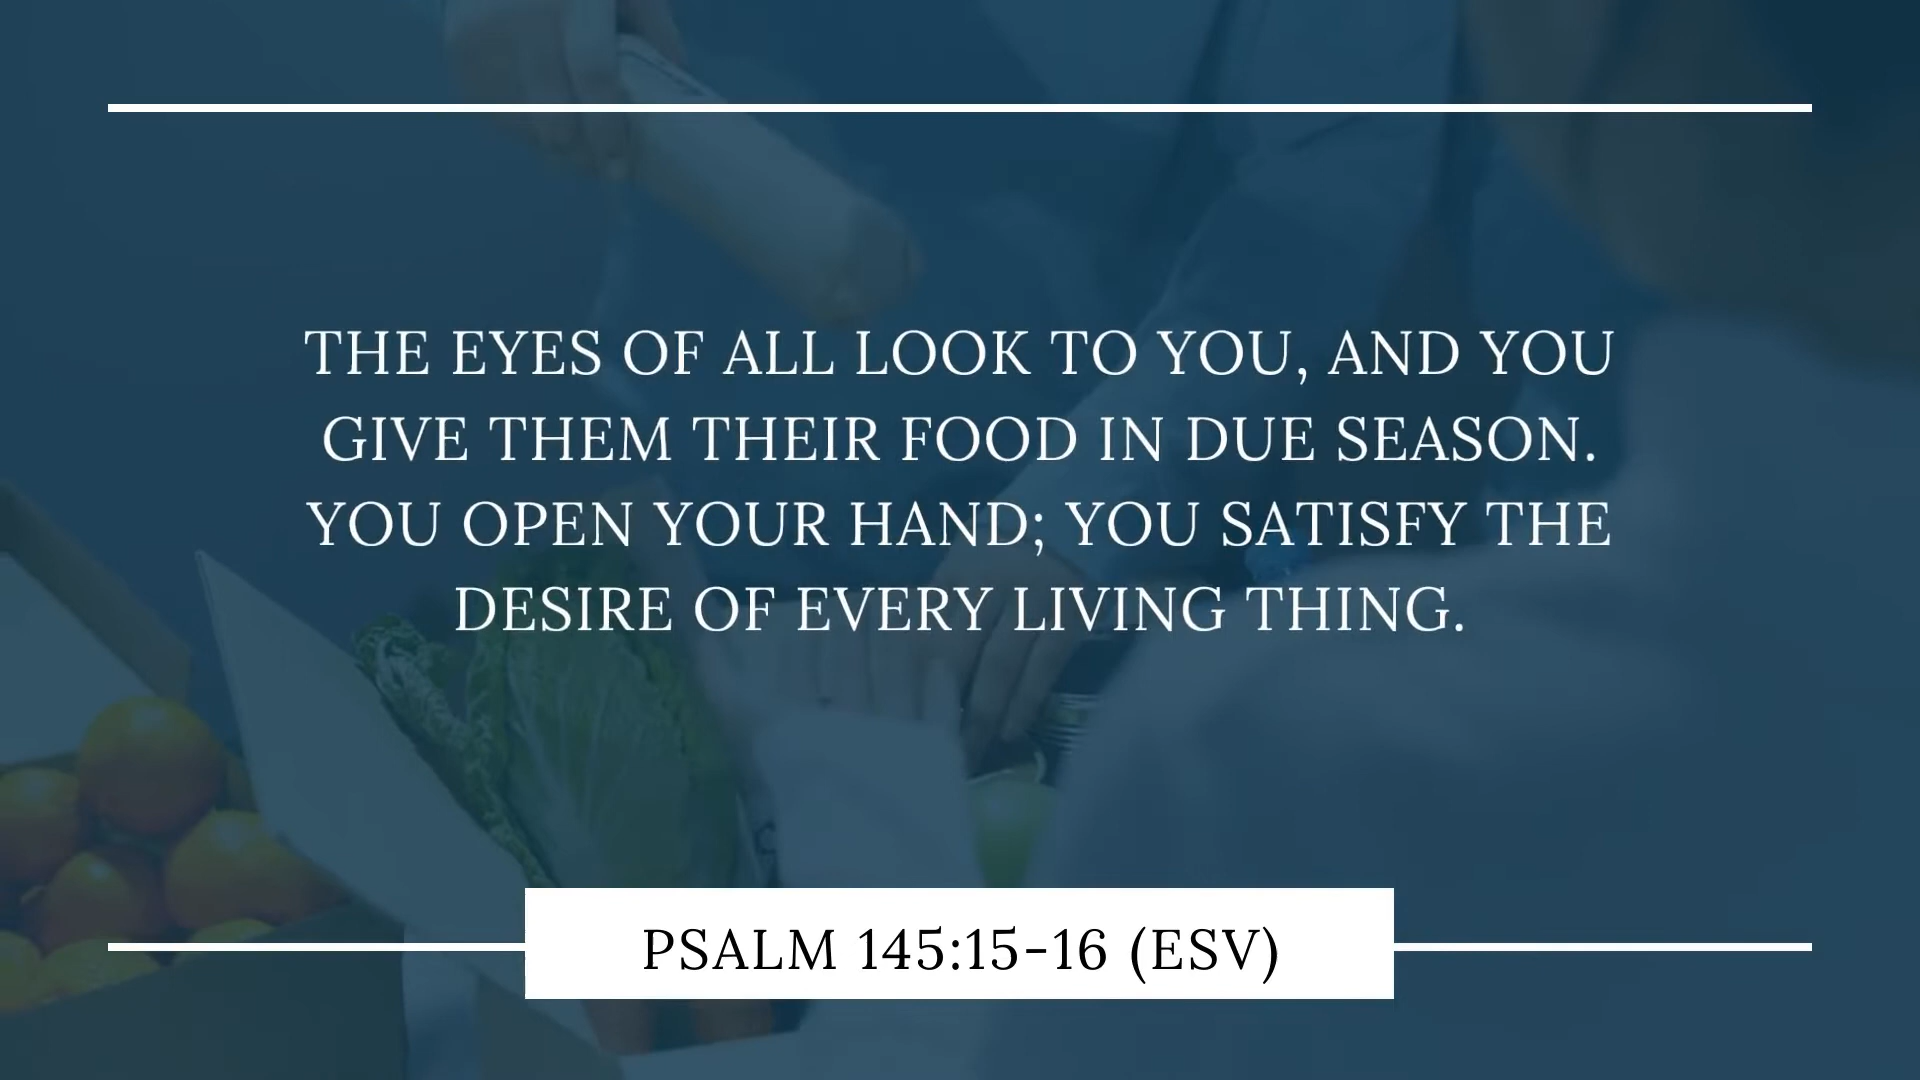 THE EYES OF ALL LOOK TO YOU, AND YOU
GIVE THEM THEIR FOOD IN DUE SEASON.
YOU OPEN YOUR HAND; YOU SATISFY THE
DESIRE OF EVERY LIVING THING.
PSALM 145:15-16 (ESV)